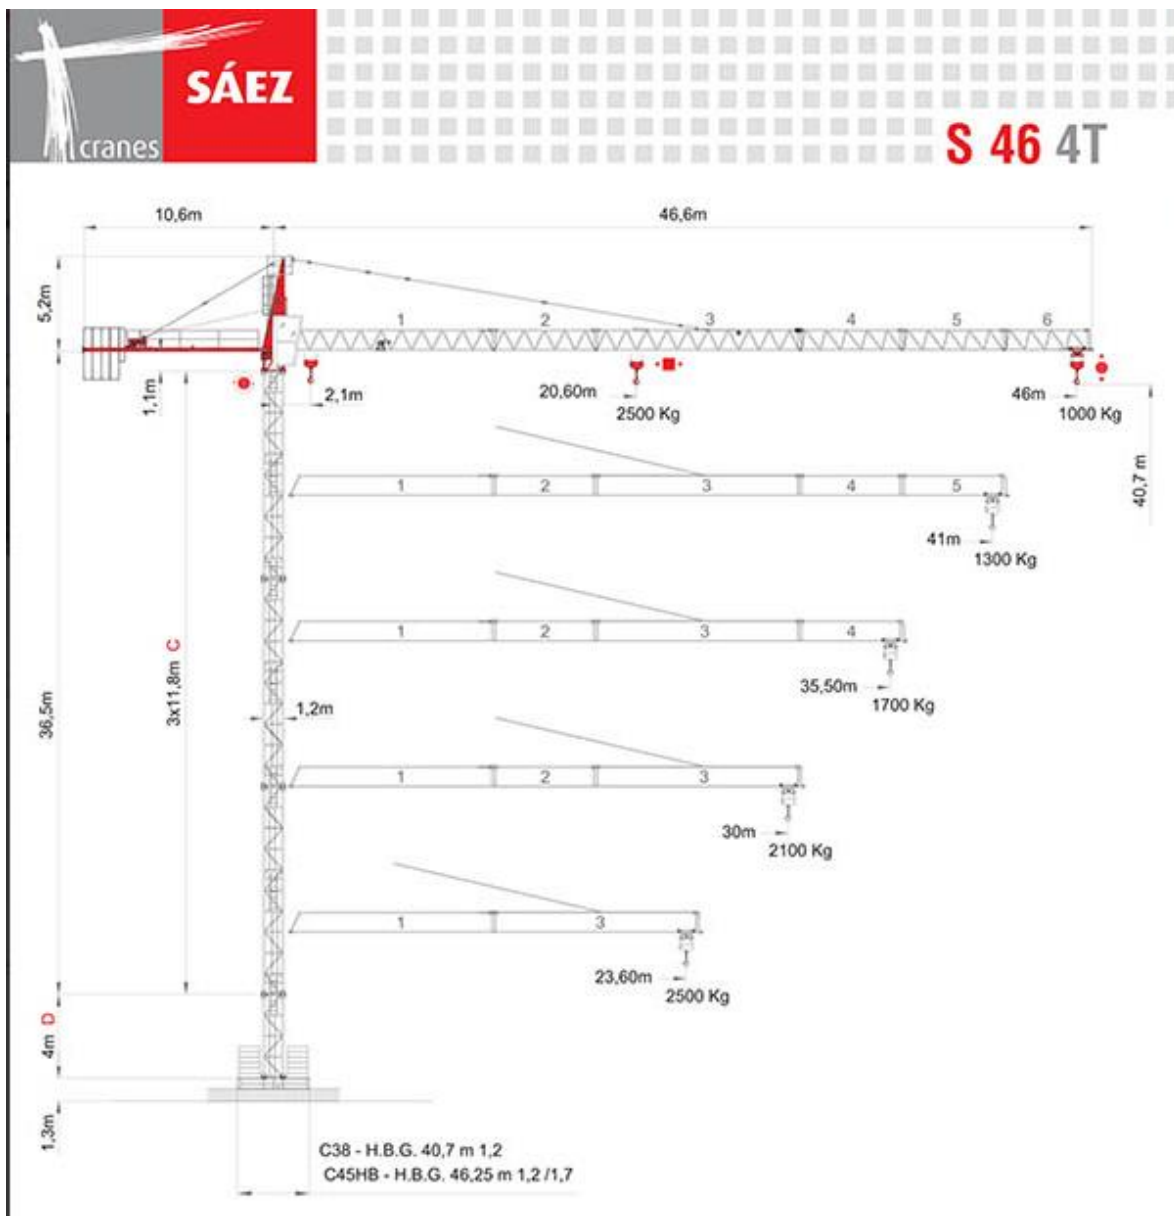 SÁEZ
cranes
S 46 4T
10,6m
46,6m
5,2m
1 2 3 4 5 6
1,1m
2,1m
20,60m
2500 Kg
46m
1000 Kg
40,7 m
1 2 3 4 5
41m
1300 Kg
1 2 3 4
35,50m
1700 Kg
36,5m
3x11,8m C
1,2m
1 2 3
30m
2100 Kg
1 3
23,60m
2500 Kg
4m D
1,3m
C38 - H.B.G. 40,7 m 1,2
C45HB - H.B.G. 46,25 m 1,2 /1,7